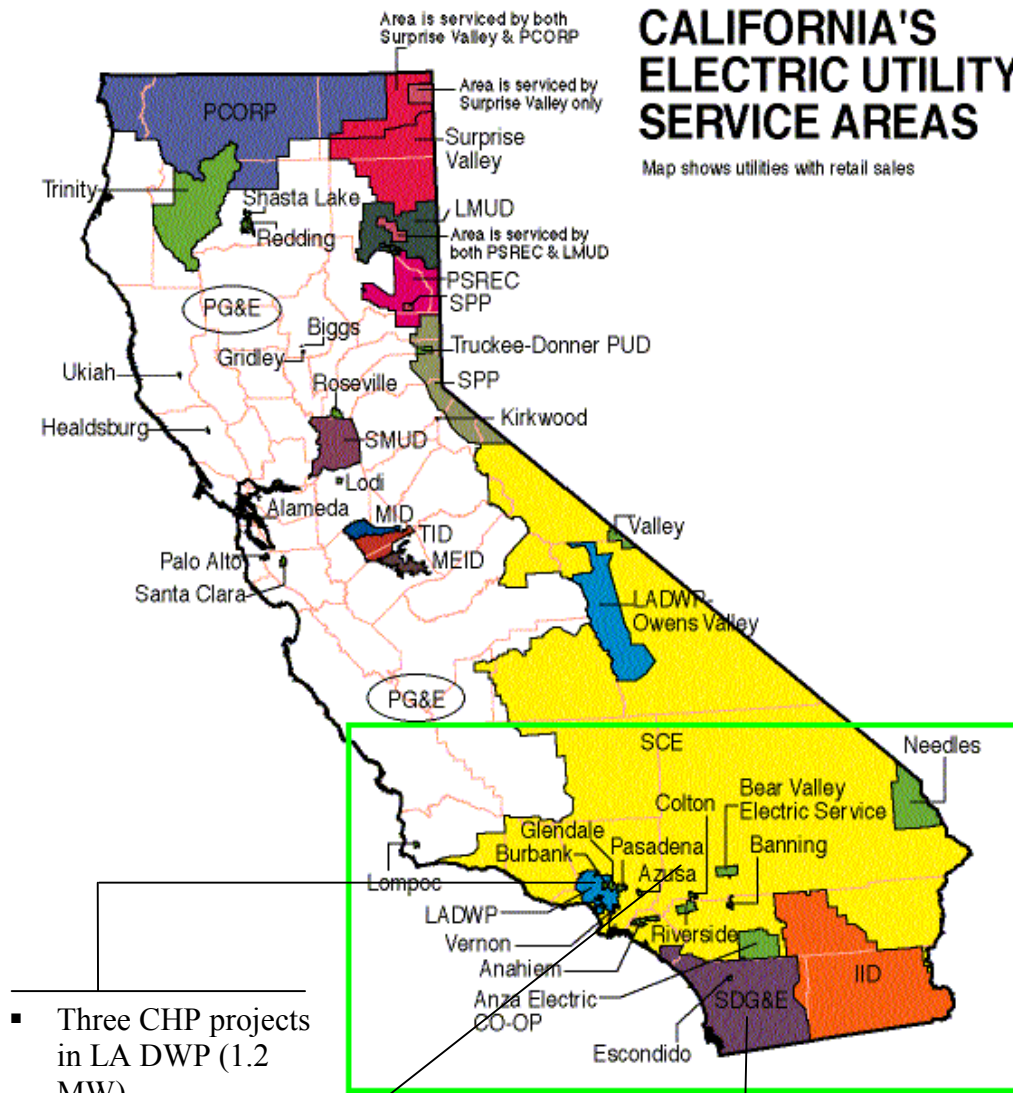 Area is serviced by both
Surprise Valley & PCORP
CALIFORNIA'S
ELECTRIC UTILITY
SERVICE AREAS
Map shows utilities with retail sales
Area is serviced by
Surprise Valley only
PCORP
Surprise
Valley
Trinity
Shasta Lake
Redding
LMUD
Area is serviced by
both PSREC & LMUD
PSREC
SPP
PG&E
Biggs
Gridley
Truckee-Donner PUD
Ukiah
Roseville
SPP
Healdsburg
Kirkwood
SMUD
Lodi
Alameda
MID
TID
MEID
Valley
Palo Alto
Santa Clara
LADWP-
Owens Valley
PG&E
SCE
Needles
Bear Valley
Electric Service
Colton
Glendale
Burbank
Pasadena
Banning
Azusa
Lompoc
LADWP
Vernon
Riverside
Anahiem
IID
Anza Electric
CO-OP
SDG&E
Escondido
▪ Three CHP projects
in LA DWP (1.2
MW)